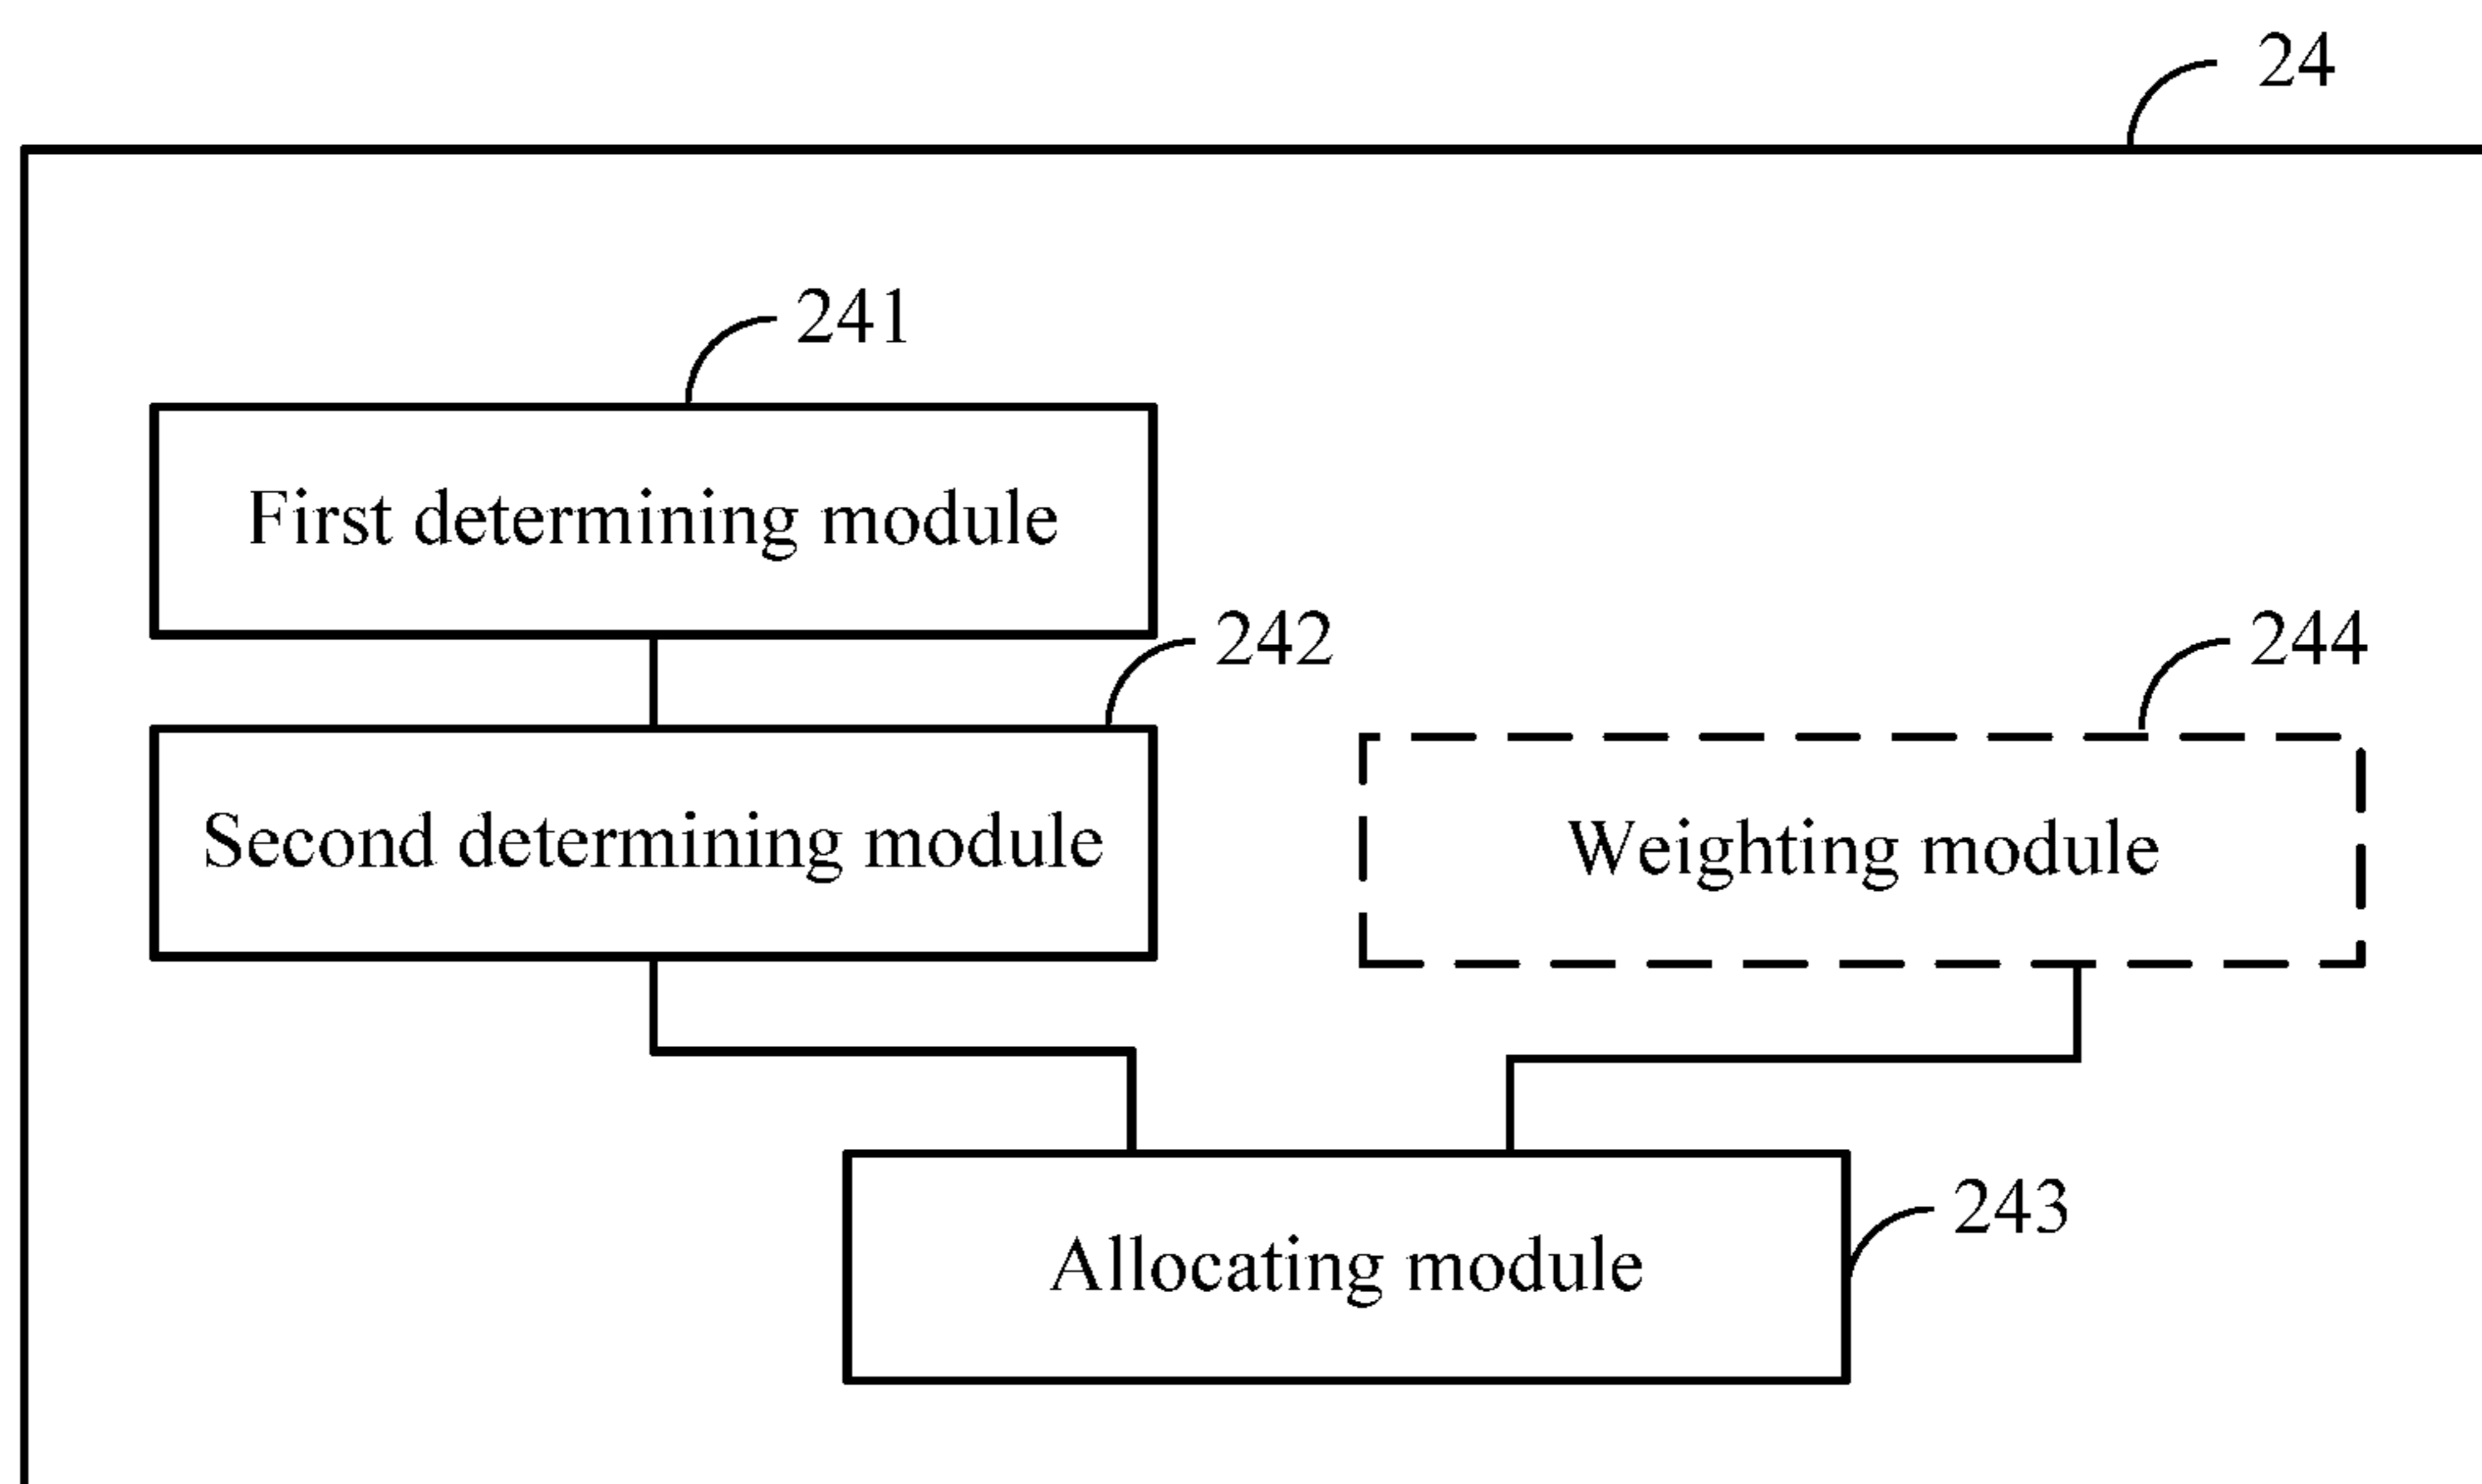 24
241
First determining module
242
244
Second determining module
Weighting module
243
Allocating module